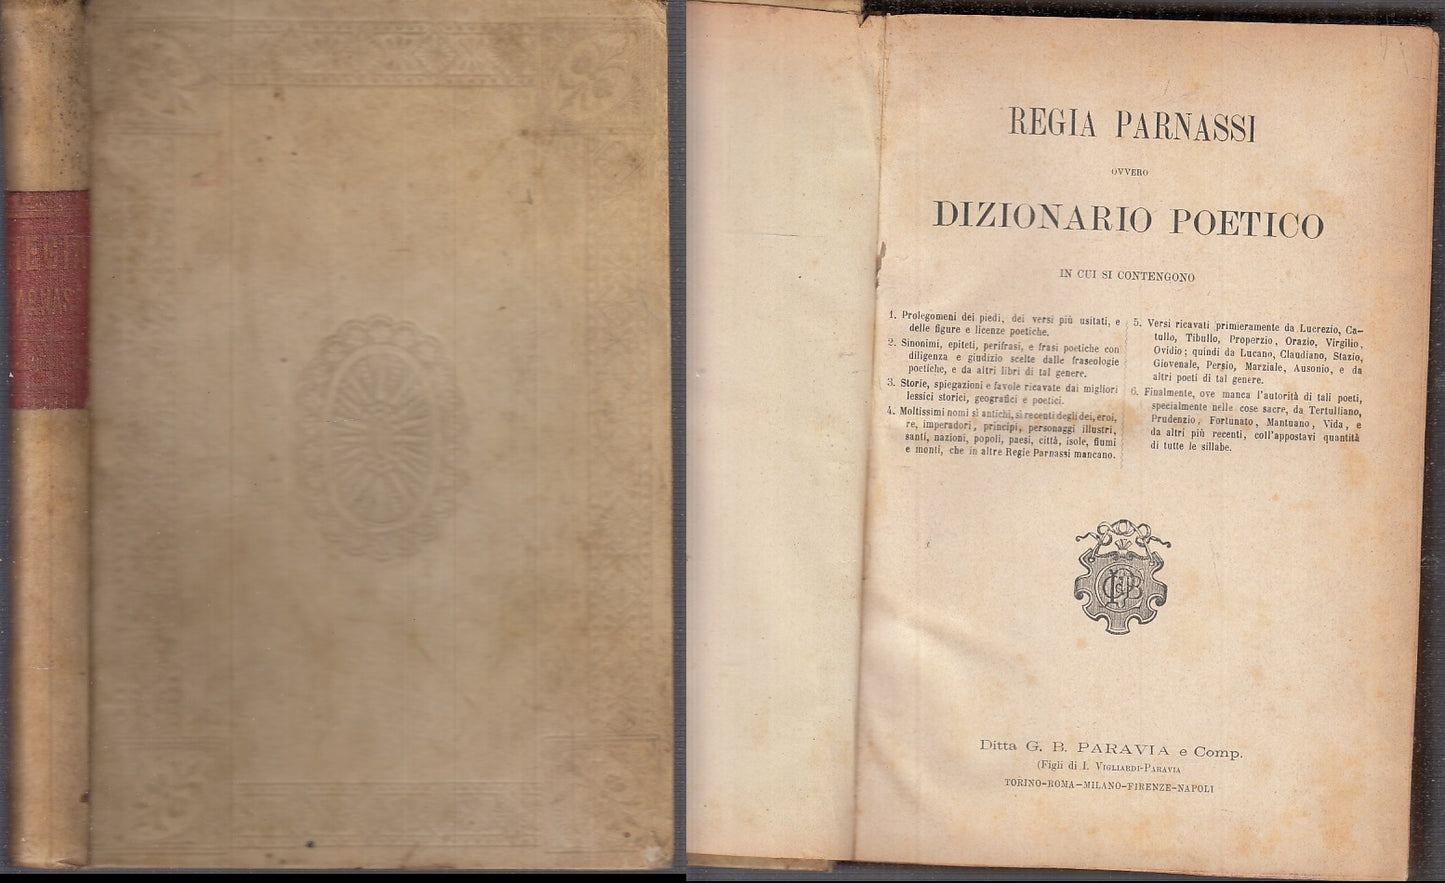 REGIA PARNASSI
OVVERO
DIZIONARIO POETICO
IN CUI SI CONTENGONO
1. Prolegomeni dei piedi, dei versi più usitati, e
delle figure e licenze poetiche.
2. Sinonimi, epiteti, perifrasi, e frasi poetiche con
diligenza e giudizio scelte dalle fraseologie
poetiche, e da altri libri di tal genere.
3. Storie, spiegazioni e favole ricavate dai migliori
lessici storici, geografici e poetici.
4. Moltissimi nomi sì antichi, sì recenti degli dei, eroi,
re, imperadori, principi, personaggi illustri,
santi, nazioni, popoli, paesi, città, isole, fiumi
e monti, che in altre Regie Parnassi mancano.
5. Versi ricavati primieramente da Lucrezio, Ca-
tullo, Tibullo, Properzio, Orazio, Virgilio,
Ovidio; quindi da Lucano, Claudiano, Stazio,
Giovenale, Persio, Marziale, Ausonio, e da
altri poeti di tal genere.
6. Finalmente, ove manca l'autorità di tali poeti,
specialmente nelle cose sacre, da Tertulliano,
Prudenzio, Fortunato, Mantuano, Vida, e
da altri più recenti, coll'appostavi quantità
di tutte le sillabe.
Ditta G. B. PARAVIA e Comp.
(Figli di I. VIGLIARDI-PARAVIA
TORINO-ROMA-MILANO-FIRENZE-NAPOLI